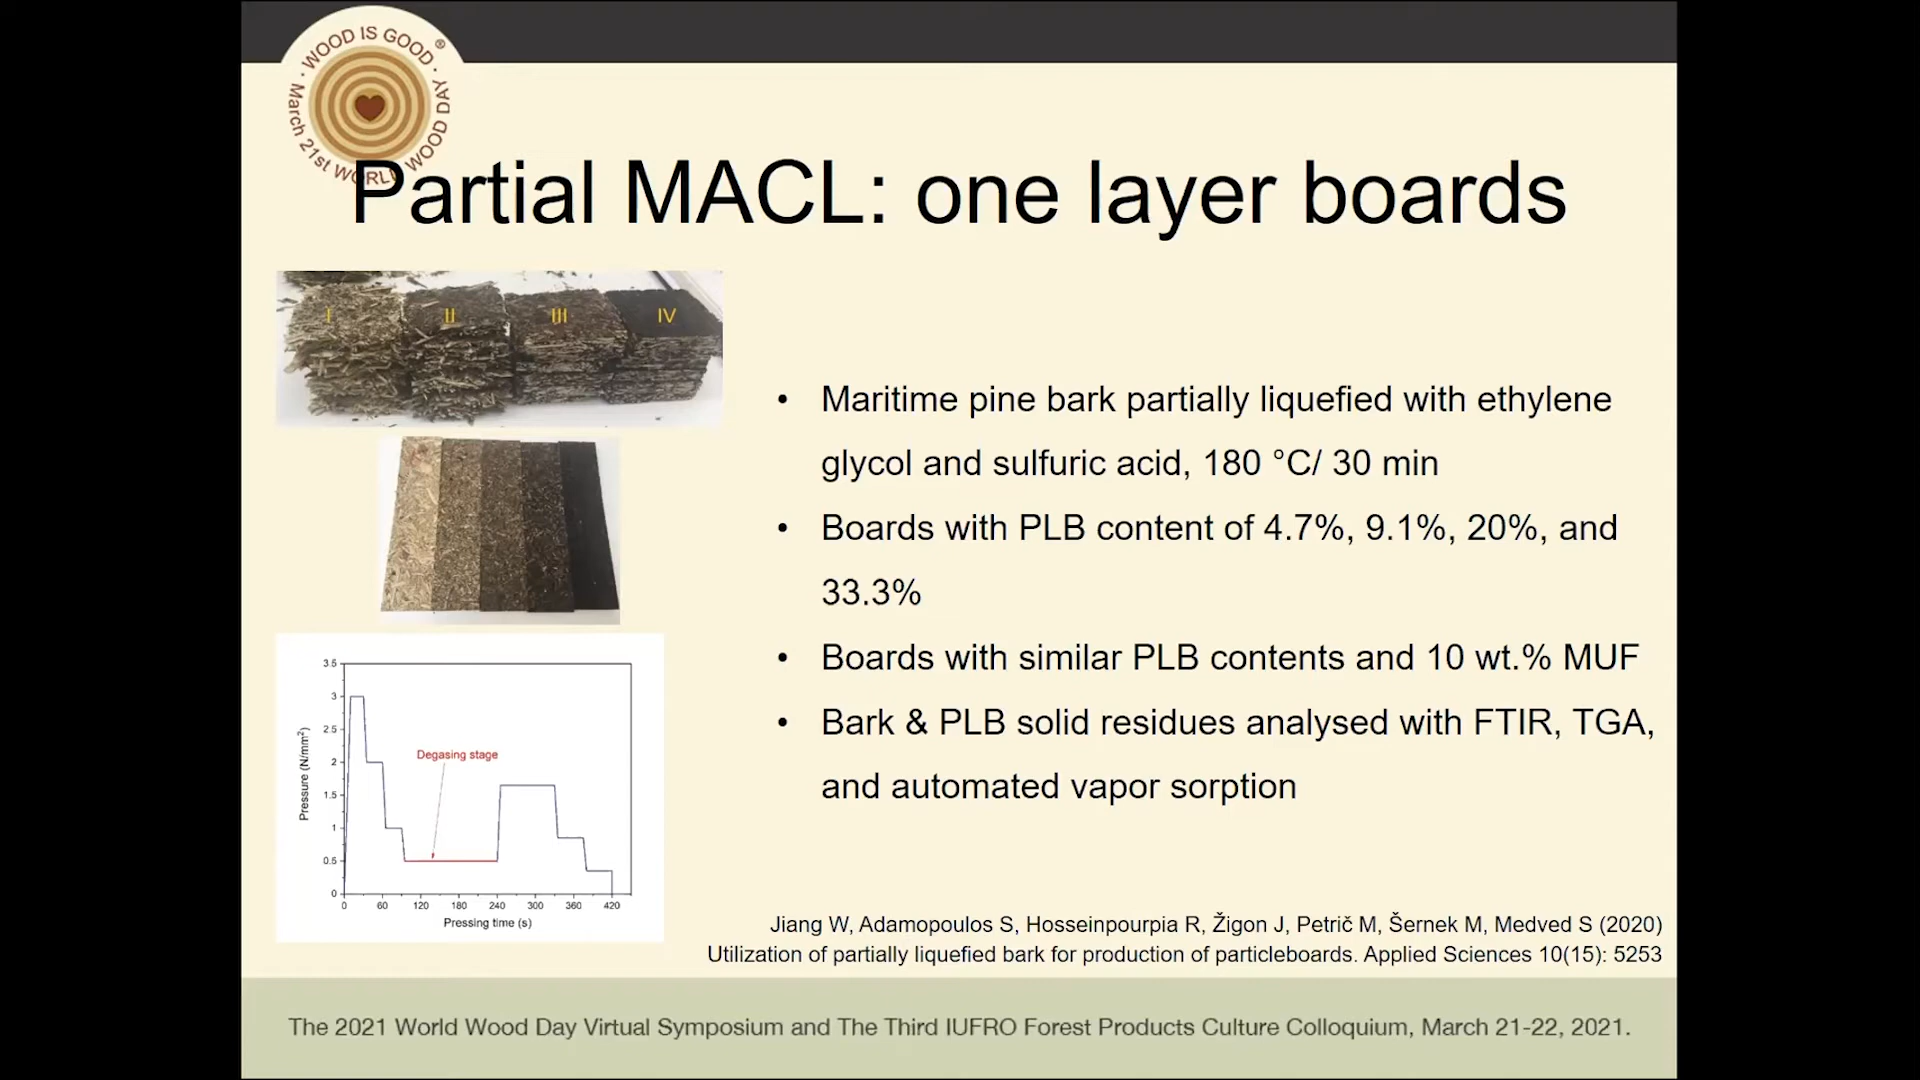 · WOOD IS GOOD ·
®
March 21st WORLD WOOD DAY
Partial MACL: one layer boards
I II III IV
• Maritime pine bark partially liquefied with ethylene
glycol and sulfuric acid, 180 °C/ 30 min
• Boards with PLB content of 4.7%, 9.1%, 20%, and
33.3%
• Boards with similar PLB contents and 10 wt.% MUF
• Bark & PLB solid residues analysed with FTIR, TGA,
and automated vapor sorption
3.5
3
2.5
2
1.5
1
0.5
0
Pressure (N/mm²)
Degasing stage
0 60 120 180 240 300 360 420
Pressing time (s)
Jiang W, Adamopoulos S, Hosseinpourpia R, Žigon J, Petrič M, Šernek M, Medved S (2020)
Utilization of partially liquefied bark for production of particleboards. Applied Sciences 10(15): 5253
The 2021 World Wood Day Virtual Symposium and The Third IUFRO Forest Products Culture Colloquium, March 21-22, 2021.